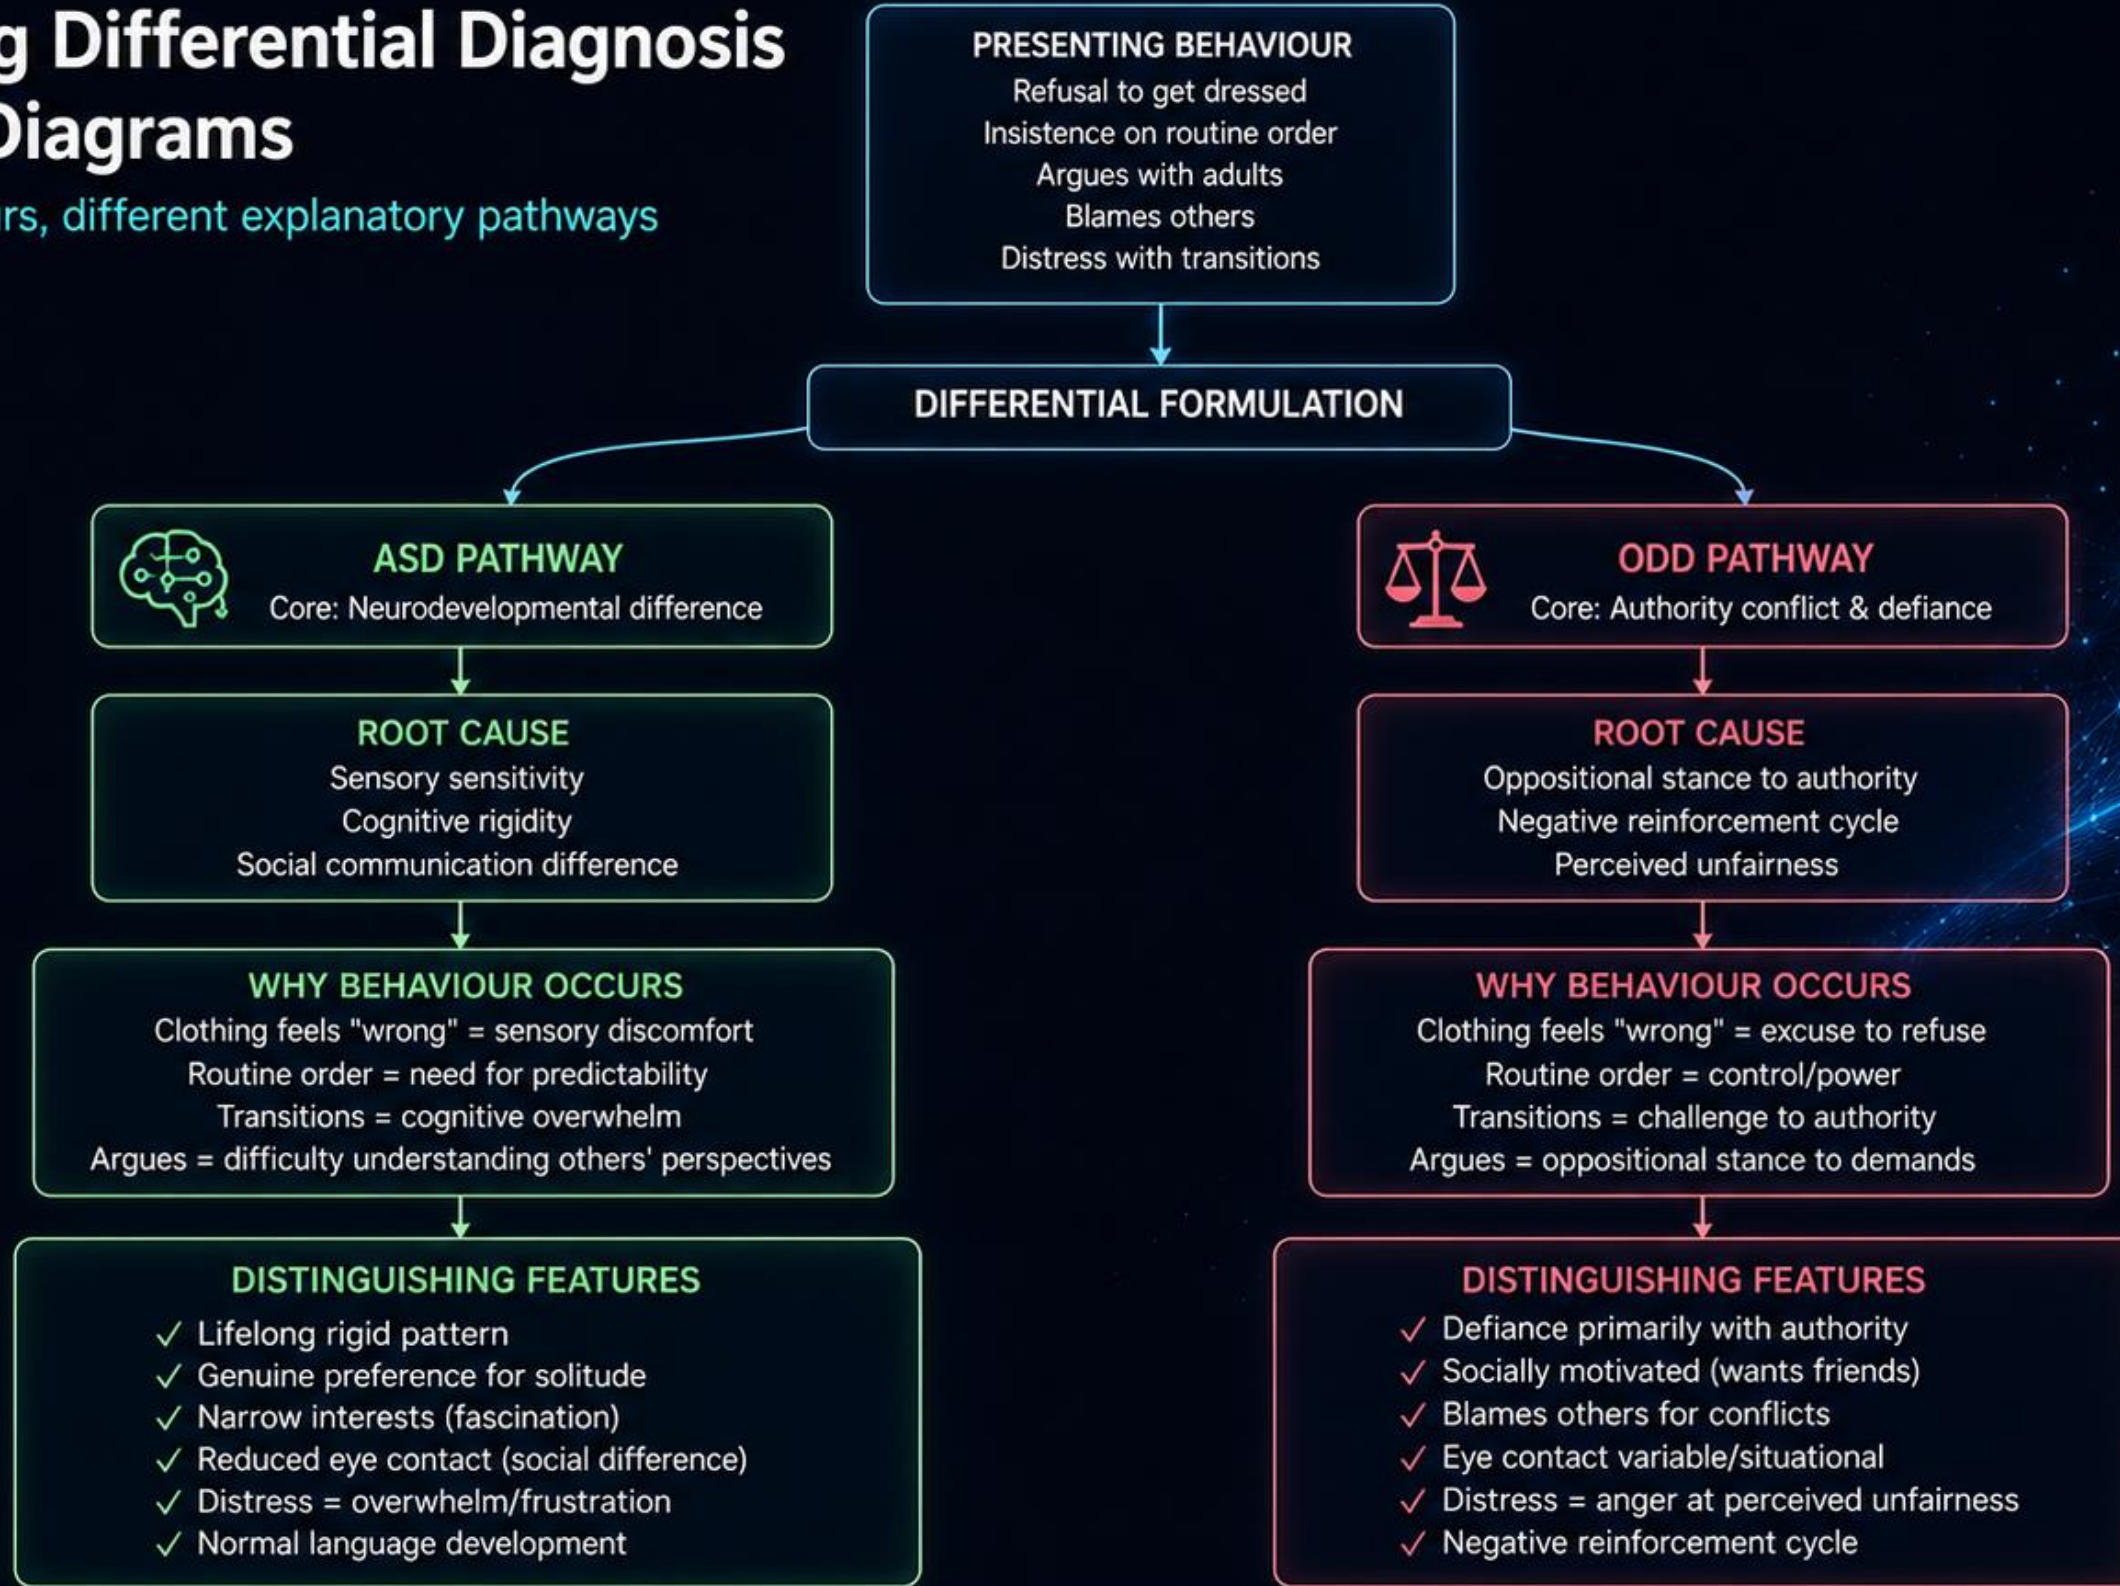 g Differential Diagnosis
Diagrams
rs, different explanatory pathways
PRESENTING BEHAVIOUR
Refusal to get dressed
Insistence on routine order
Argues with adults
Blames others
Distress with transitions
DIFFERENTIAL FORMULATION
ASD PATHWAY
Core: Neurodevelopmental difference
ROOT CAUSE
Sensory sensitivity
Cognitive rigidity
Social communication difference
WHY BEHAVIOUR OCCURS
Clothing feels "wrong" = sensory discomfort
Routine order = need for predictability
Transitions = cognitive overwhelm
Argues = difficulty understanding others' perspectives
DISTINGUISHING FEATURES
✓ Lifelong rigid pattern
✓ Genuine preference for solitude
✓ Narrow interests (fascination)
✓ Reduced eye contact (social difference)
✓ Distress = overwhelm/frustration
✓ Normal language development
ODD PATHWAY
Core: Authority conflict & defiance
ROOT CAUSE
Oppositional stance to authority
Negative reinforcement cycle
Perceived unfairness
WHY BEHAVIOUR OCCURS
Clothing feels "wrong" = excuse to refuse
Routine order = control/power
Transitions = challenge to authority
Argues = oppositional stance to demands
DISTINGUISHING FEATURES
✓ Defiance primarily with authority
✓ Socially motivated (wants friends)
✓ Blames others for conflicts
✓ Eye contact variable/situational
✓ Distress = anger at perceived unfairness
✓ Negative reinforcement cycle